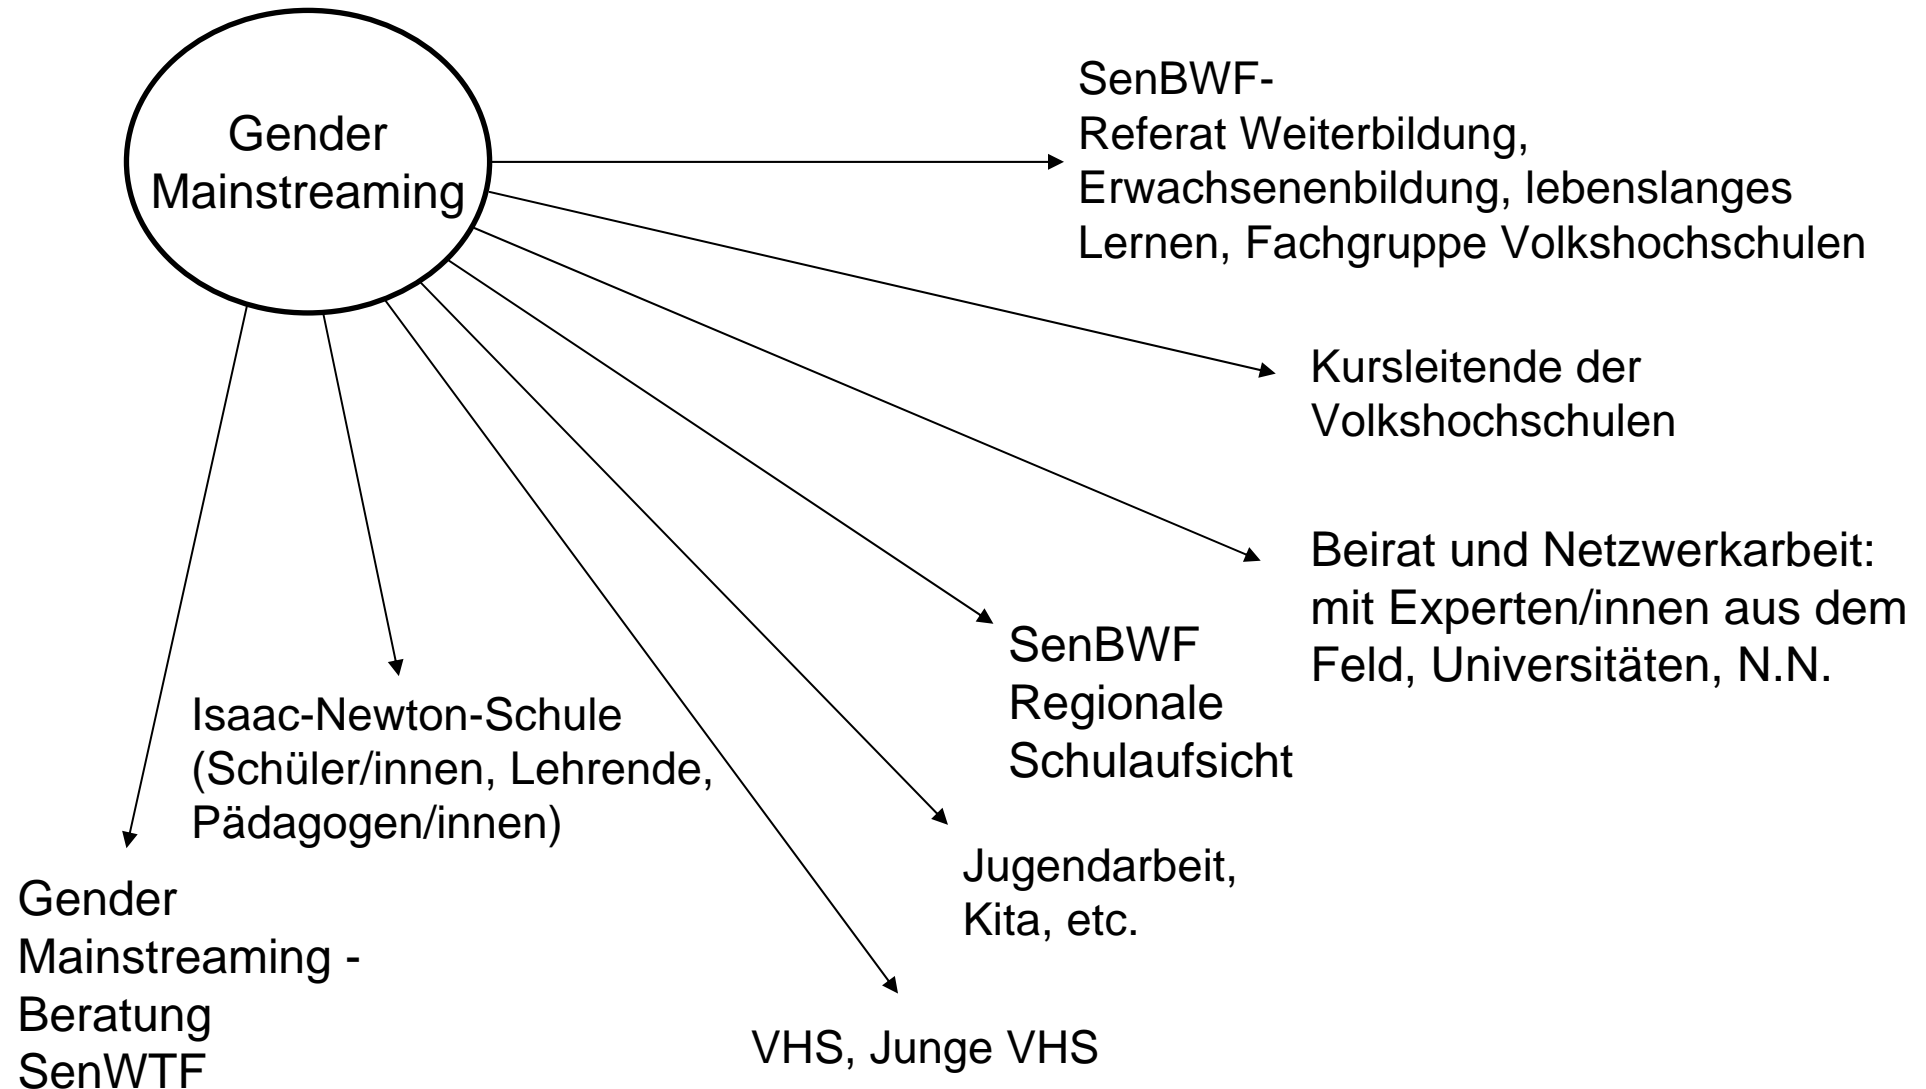 Gender
Mainstreaming
SenBWF-
Referat Weiterbildung,
Erwachsenenbildung, lebenslanges
Lernen, Fachgruppe Volkshochschulen
Kursleitende der
Volkshochschulen
Beirat und Netzwerkarbeit:
mit Experten/innen aus dem
Feld, Universitäten, N.N.
SenBWF
Regionale
Schulaufsicht
Jugendarbeit,
Kita, etc.
VHS, Junge VHS
Isaac-Newton-Schule
(Schüler/innen, Lehrende,
Pädagogen/innen)
Gender
Mainstreaming -
Beratung
SenWTF